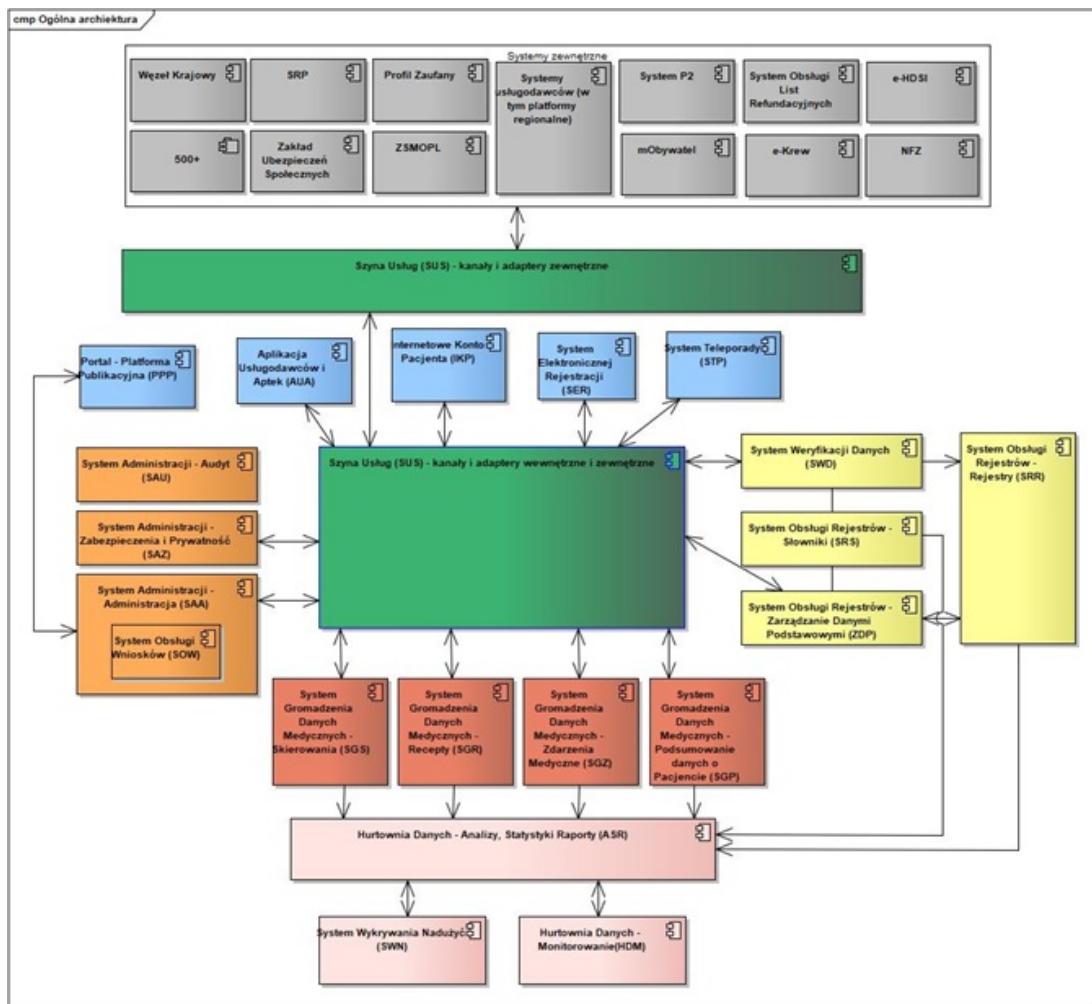 cmp Ogólna archiektura
Systemy zewnętrzne
Węzeł Krajowy
SRP
Profil Zaufany
Systemy
usługodawców (w
tym platformy
regionalne)
System P2
System Obsługi
List
Refundacyjnych
e-HDSI
500+
Zakład
Ubezpieczeń
Społecznych
ZSMOPL
mObywatel
e-Krew
NFZ
Szyna Usług (SUS) - kanały i adaptery zewnętrzne
Portal - Platforma
Publikacyjna (PPP)
Aplikacja
Usługodawców i
Aptek (AUA)
Internetowe Konto
Pacjenta (IKP)
System
Elektronicznej
Rejestracji
(SER)
System Teleporady
(STP)
Szyna Usług (SUS) - kanały i adaptery wewnętrzne i zewnętrzne
System Administracji - Audyt
(SAU)
System Administracji -
Zabezpieczenia i Prywatność
(SAZ)
System Administracji -
Administracja (SAA)
System Obsługi
Wniosków (SOW)
System Weryfikacji Danych
(SWD)
System Obsługi Rejestrów -
Słowniki (SRS)
System Obsługi Rejestrów -
Zarządzanie Danymi
Podstawowymi (ZDP)
System Obsługi
Rejestrów -
Rejestry (SRR)
System
Gromadzenia
Danych
Medycznych -
Skierowania (SGS)
System
Gromadzenia
Danych
Medycznych -
Recepty (SGR)
System
Gromadzenia
Danych
Medycznych -
Zdarzenia
Medyczne (SGZ)
System
Gromadzenia
Danych
Medycznych -
Podsumowanie
danych o
Pacjencie (SGP)
Hurtownia Danych - Analizy, Statystyki Raporty (ASR)
System Wykrywania Nadużyć
(SWN)
Hurtownia Danych -
Monitorowanie(HDM)